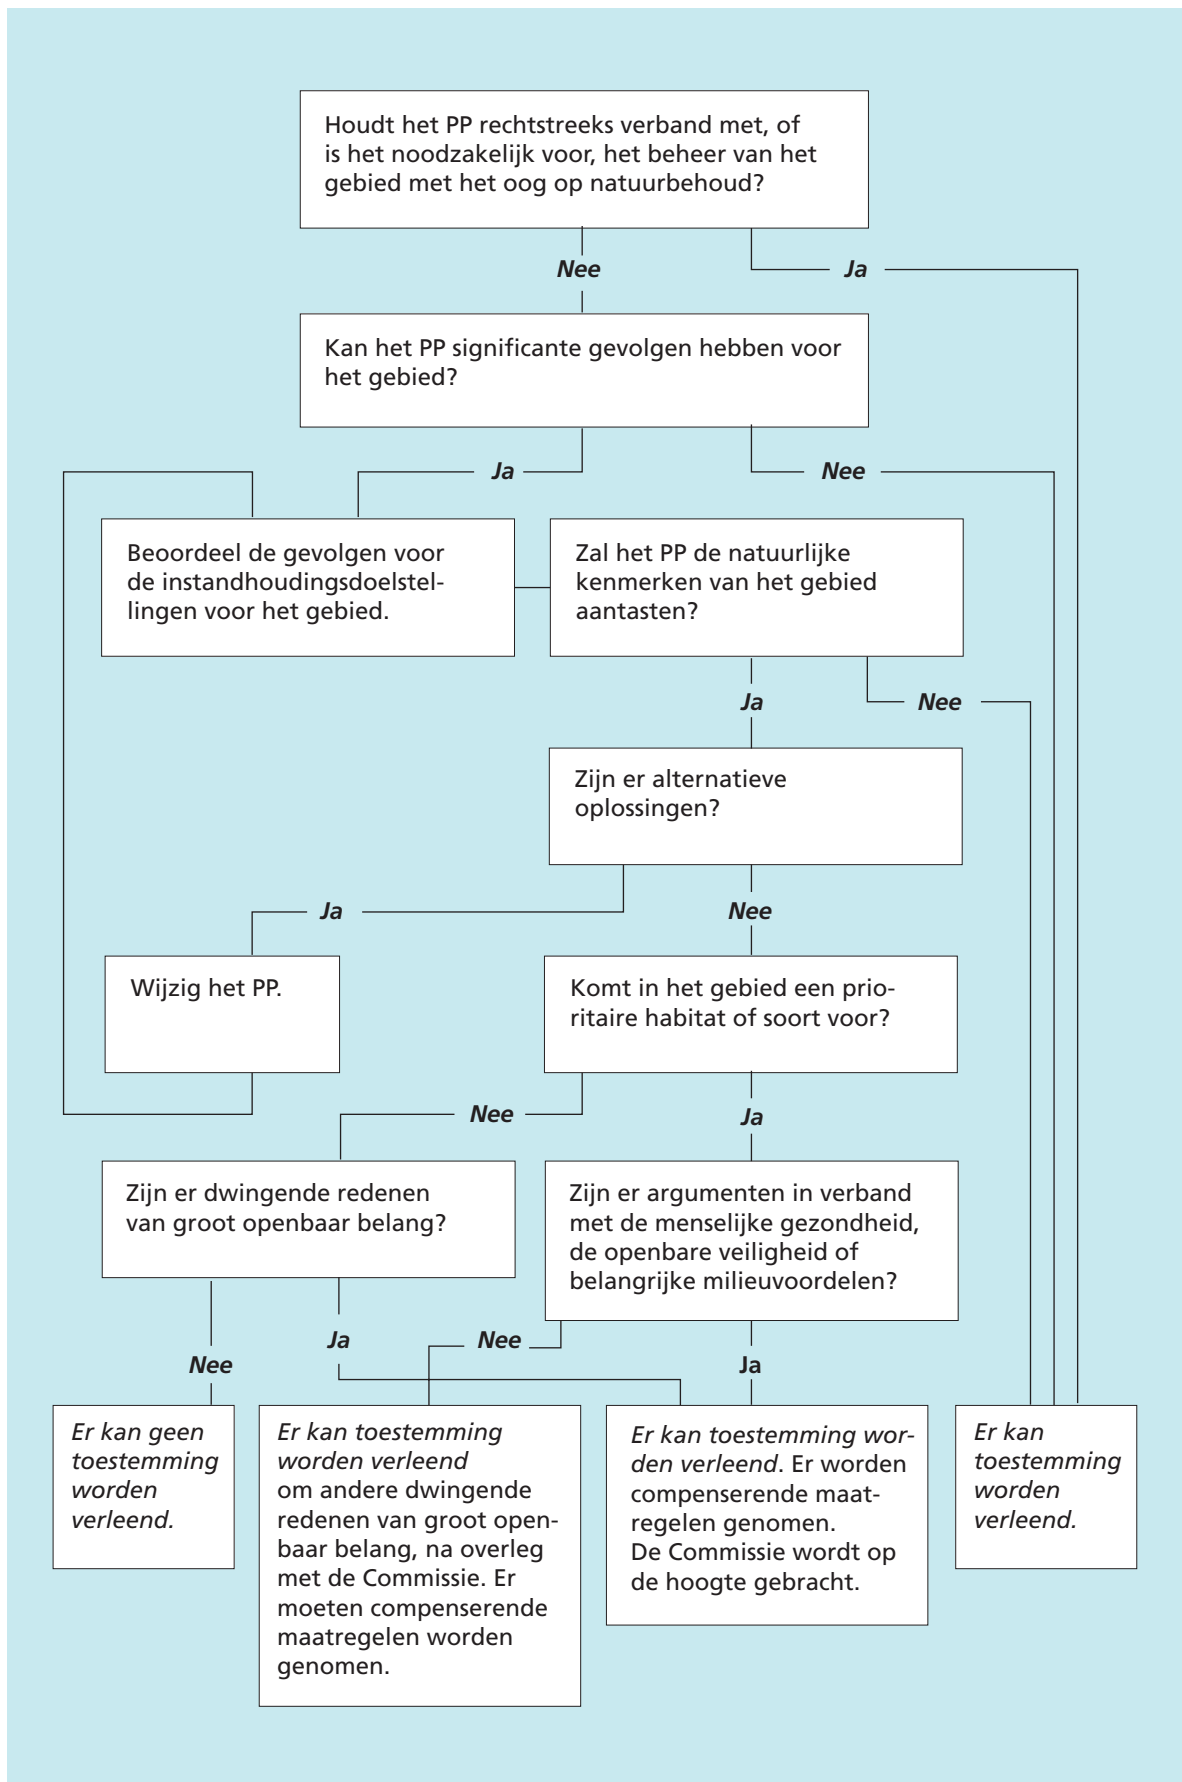 Houdt het PP rechtstreeks verband met, of
is het noodzakelijk voor, het beheer van het
gebied met het oog op natuurbehoud?
Nee
Ja
Kan het PP significante gevolgen hebben voor
het gebied?
Ja
Nee
Beoordeel de gevolgen voor
de instandhoudingsdoelstel-
lingen voor het gebied.
Zal het PP de natuurlijke
kenmerken van het gebied
aantasten?
Ja
Nee
Zijn er alternatieve
oplossingen?
Ja
Nee
Wijzig het PP.
Komt in het gebied een prio-
ritaire habitat of soort voor?
Nee
Ja
Zijn er dwingende redenen
van groot openbaar belang?
Zijn er argumenten in verband
met de menselijke gezondheid,
de openbare veiligheid of
belangrijke milieuvoordelen?
Nee
Ja
Nee
Ja
Er kan geen
toestemming
worden
verleend.
Er kan toestemming
worden verleend
om andere dwingende
redenen van groot open-
baar belang, na overleg
met de Commissie. Er
moeten compenserende
maatregelen worden
genomen.
Er kan toestemming wor-
den verleend. Er worden
compenserende maat-
regelen genomen.
De Commissie wordt op
de hoogte gebracht.
Er kan
toestemming
worden
verleend.